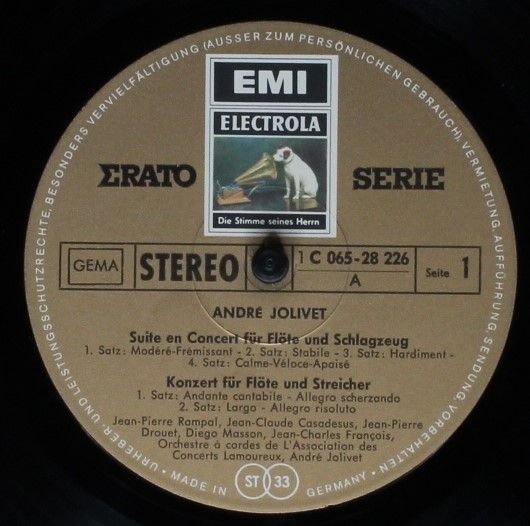 URHEBER- UND LEISTUNGSSCHUTZRECHTE, BESONDERS VERVIELFÄLTIGUNG (AUSSER ZUM PERSÖNLICHEN GEBRAUCH), VERMIETUNG, AUFFÜHRUNG, SENDUNG VORBEHALTEN
EMI
ELECTROLA
Die Stimme seines Herrn
ΣRATO SERIE
GEMA STEREO 1 C 065-28 226 Seite 1
A
ANDRÉ JOLIVET
Suite en Concert für Flöte und Schlagzeug
1. Satz: Modéré-Frémissant - 2. Satz: Stabile - 3. Satz: Hardiment -
4. Satz: Calme-Véloce-Apaisé
Konzert für Flöte und Streicher
1. Satz: Andante cantabile - Allegro scherzando
2. Satz: Largo - Allegro risoluto
Jean-Pierre Rampal, Jean-Claude Casadesus, Jean-Pierre
Drouet, Diego Masson, Jean-Charles François,
Orchestre à cordes de L'Association des
Concerts Lamoureux, André Jolivet
MADE IN ST 33 GERMANY